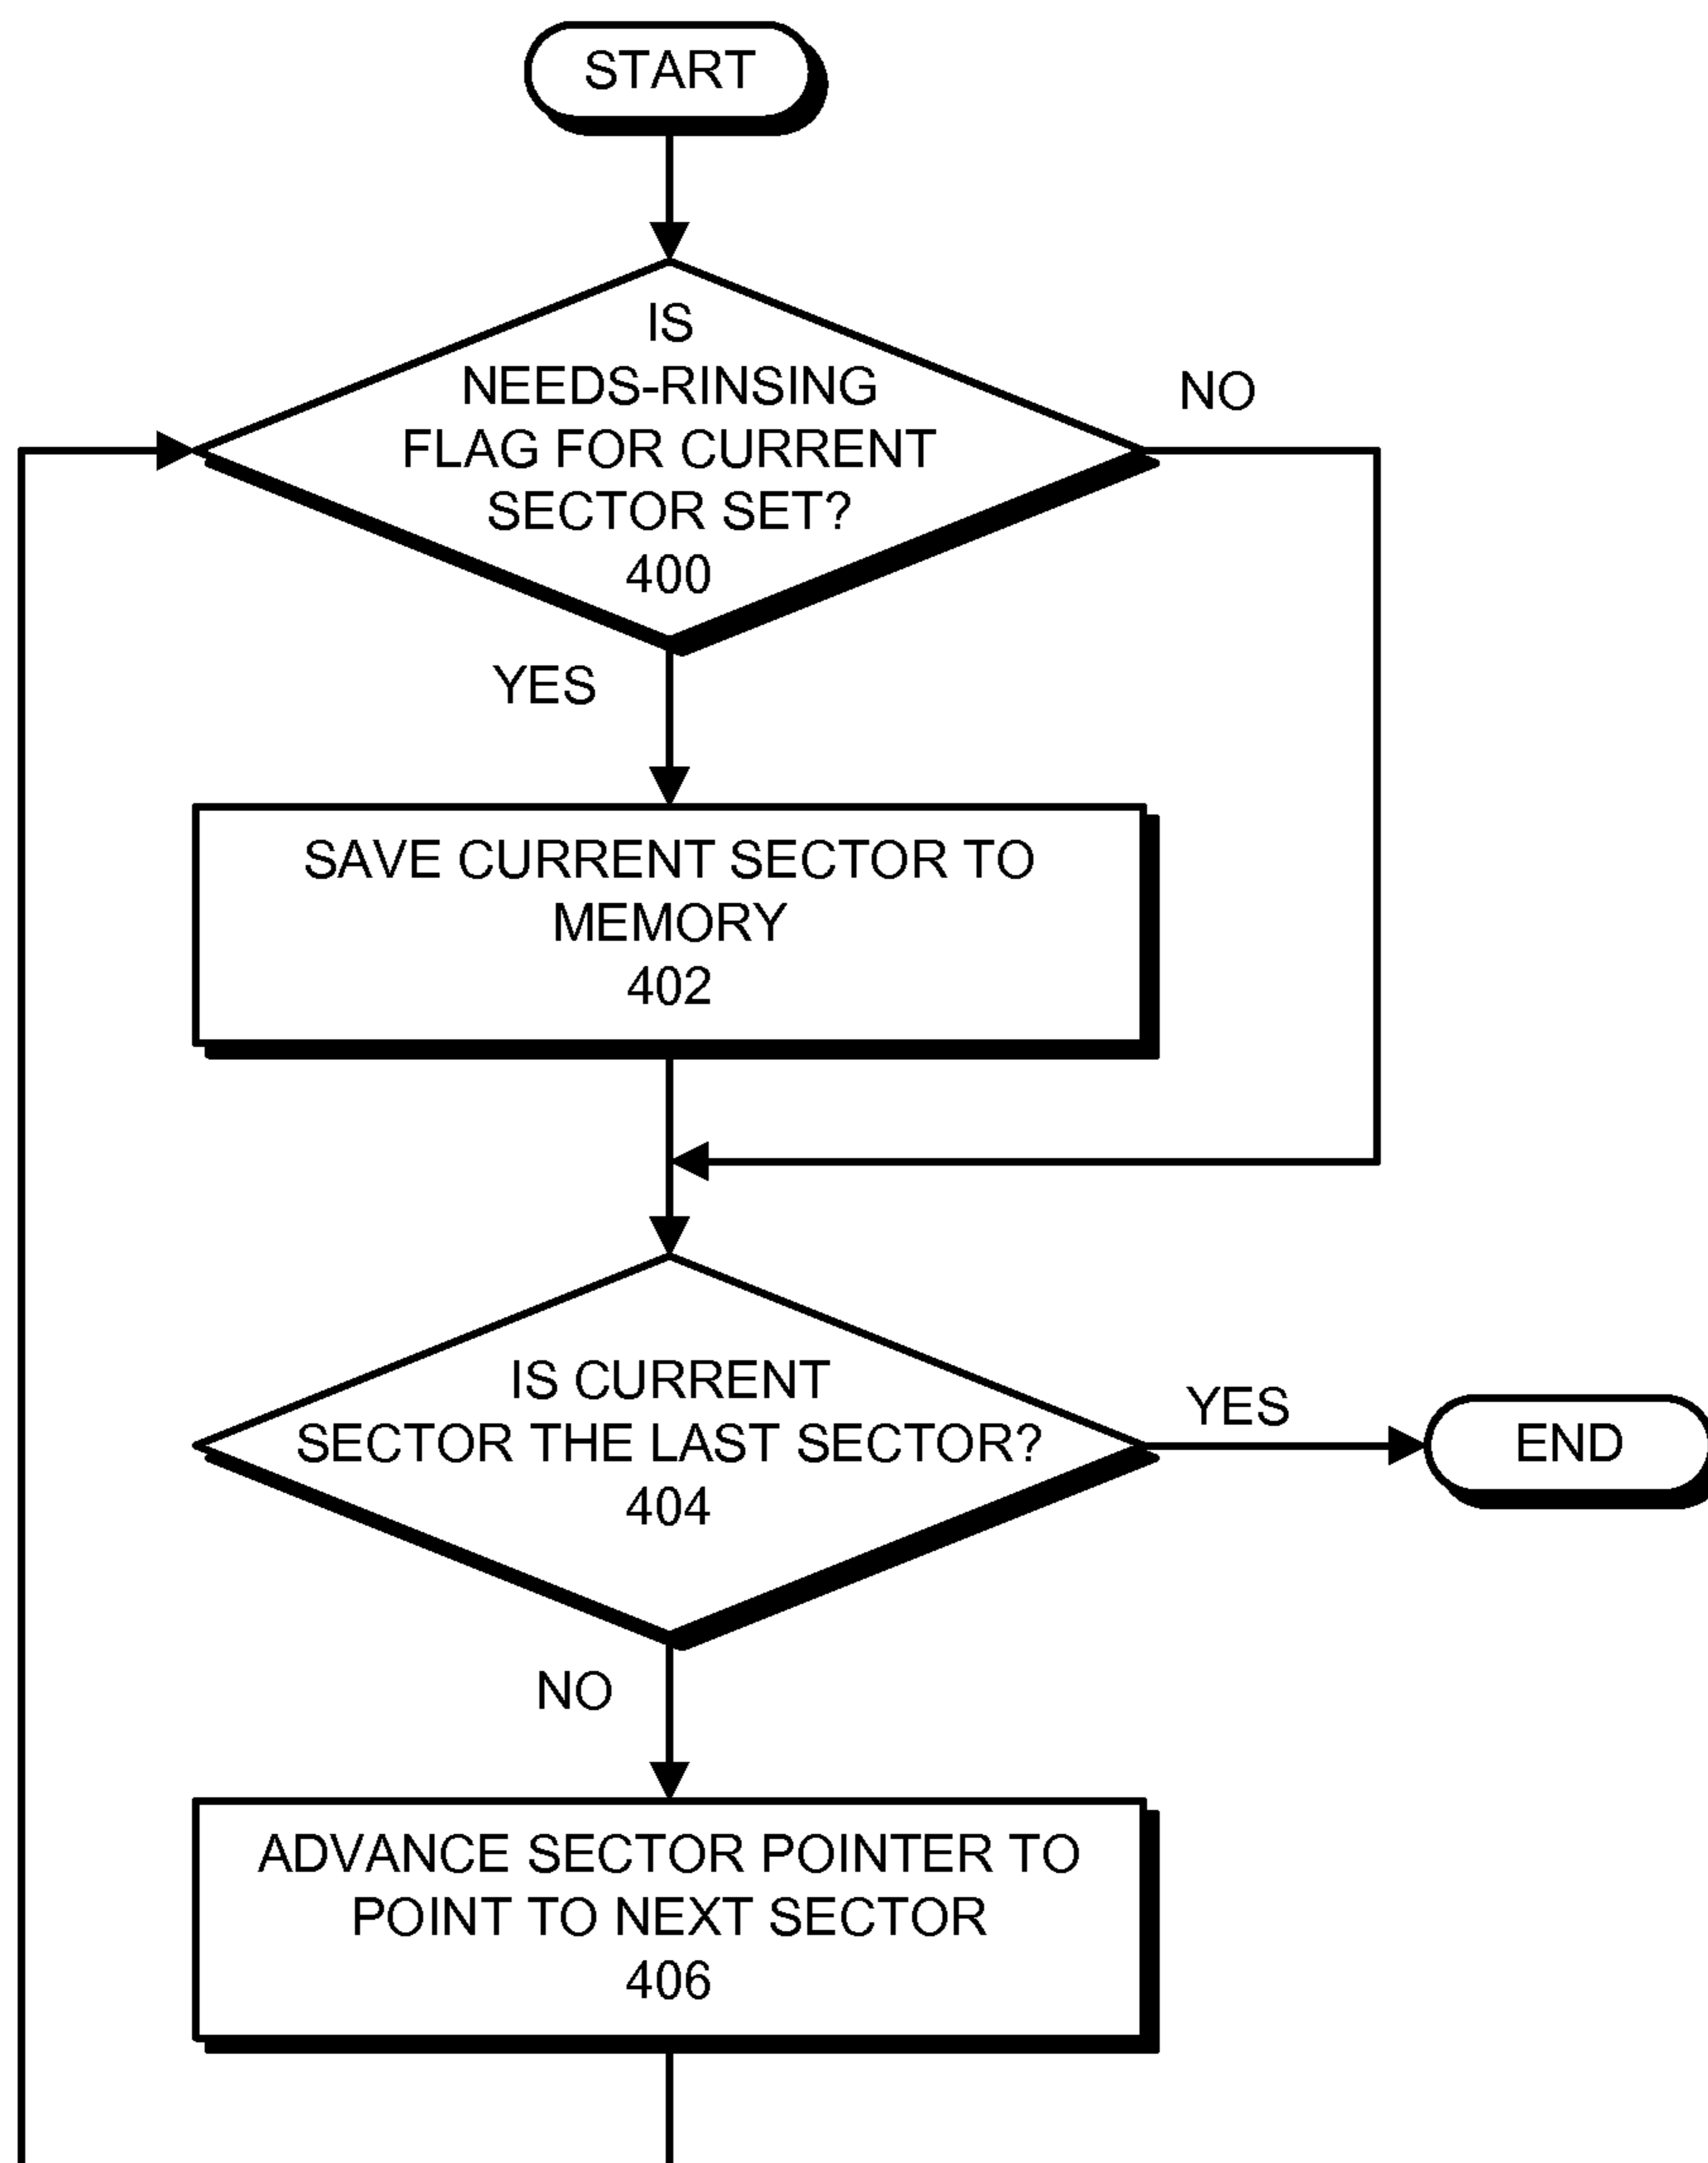 START
IS
NEEDS-RINSING
FLAG FOR CURRENT
SECTOR SET?
400
NO
YES
SAVE CURRENT SECTOR TO
MEMORY
402
IS CURRENT
SECTOR THE LAST SECTOR?
404
YES
END
NO
ADVANCE SECTOR POINTER TO
POINT TO NEXT SECTOR
406